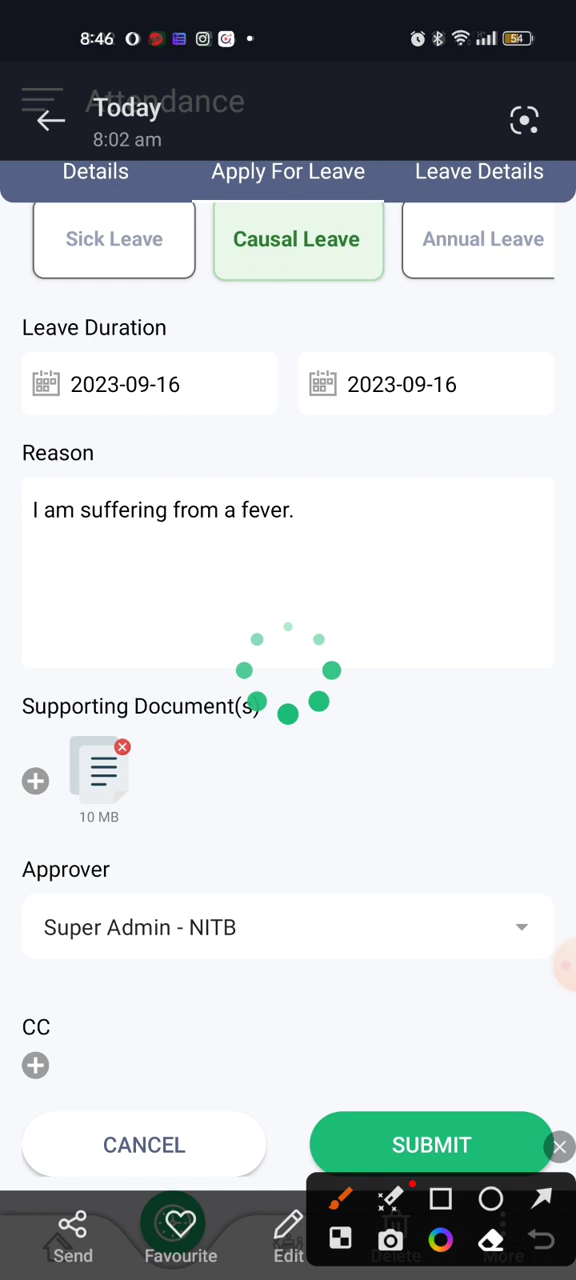 8:46
54
Attendance
Today
8:02 am
Details
Apply For Leave
Leave Details
Sick Leave
Causal Leave
Annual Leave
Leave Duration
2023-09-16
2023-09-16
Reason
I am suffering from a fever.
Supporting Document(s)
10 MB
Approver
Super Admin - NITB
CC
CANCEL
SUBMIT
Send
Favourite
Edit
Delete
More